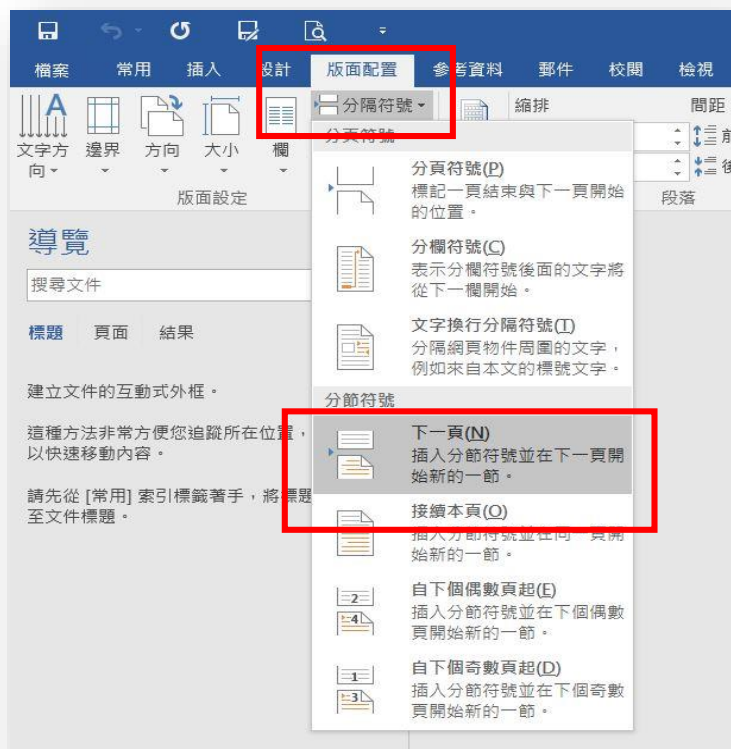 檔案 常用 插入 設計 版面配置 參考資料 郵件 校閱 檢視
文字方向 邊界 方向 大小 欄 分隔符號 縮排 間距
版面設定 段落
導覽
搜尋文件
標題 頁面 結果
建立文件的互動式外框。
這種方法非常方便您追蹤所在位置，
以快速移動內容。
請先從 [常用] 索引標籤著手，將標題
至文件標題。
分頁符號
分頁符號(P)
標記一頁結束與下一頁開始
的位置。
分欄符號(C)
表示分欄符號後面的文字將
從下一欄開始。
文字換行分隔符號(T)
分隔網頁物件周圍的文字，
例如來自本文的標號文字。
分節符號
下一頁(N)
插入分節符號並在下一頁開
始新的一節。
接續本頁(O)
插入分節符號並在同一頁開
始新的一節。
自下個偶數頁起(E)
插入分節符號並在下個偶數
頁開始新的一節。
自下個奇數頁起(D)
插入分節符號並在下個奇數
頁開始新的一節。